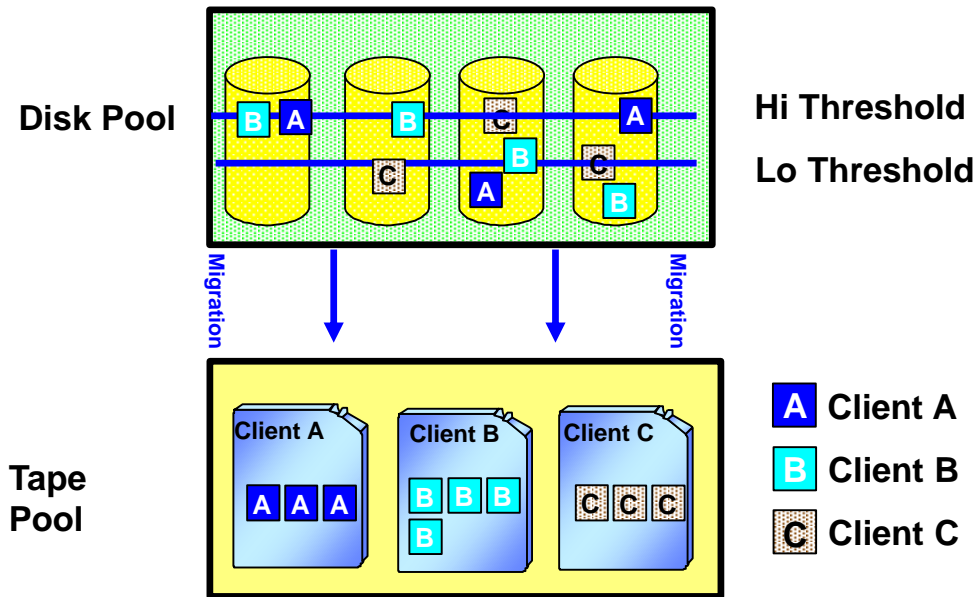 Disk Pool
B A B C A
C B C
A B
Hi Threshold
Lo Threshold
Migration
Migration
Tape
Pool
Client A
A A A
Client B
B B B
B
Client C
C C C
A Client A
B Client B
C Client C